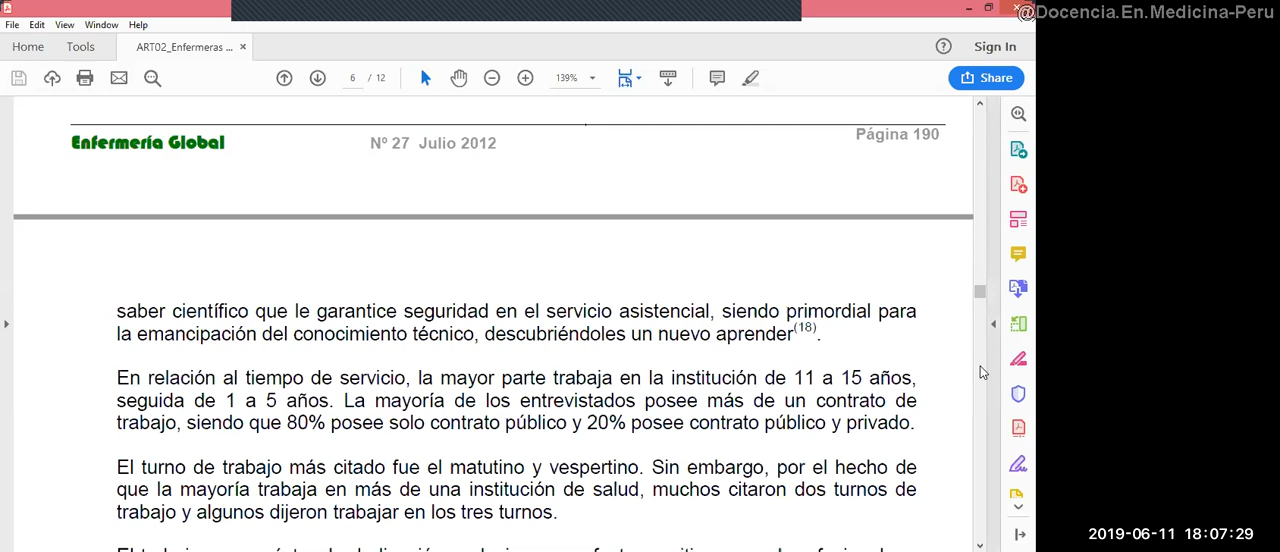 @Docencia.En.Medicina-Peru
File Edit View Window Help
Home Tools ART02_Enfermeras ... × Sign In
6 / 12 139% Share
Enfermería Global Nº 27 Julio 2012 Página 190
saber científico que le garantice seguridad en el servicio asistencial, siendo primordial para
la emancipación del conocimiento técnico, descubriéndoles un nuevo aprender(18).
En relación al tiempo de servicio, la mayor parte trabaja en la institución de 11 a 15 años,
seguida de 1 a 5 años. La mayoría de los entrevistados posee más de un contrato de
trabajo, siendo que 80% posee solo contrato público y 20% posee contrato público y privado.
El turno de trabajo más citado fue el matutino y vespertino. Sin embargo, por el hecho de
que la mayoría trabaja en más de una institución de salud, muchos citaron dos turnos de
trabajo y algunos dijeron trabajar en los tres turnos.
2019-06-11 18:07:29